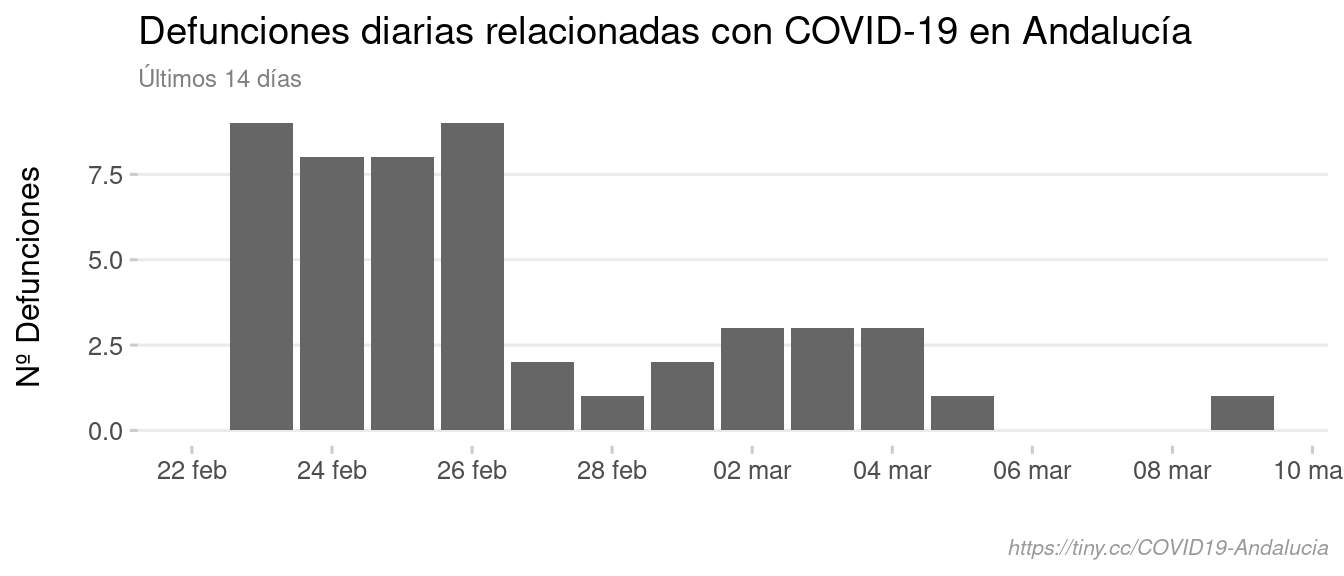 Defunciones diarias relacionadas con COVID-19 en Andalucía
Últimos 14 días
Nº Defunciones
7.5
5.0
2.5
0.0
22 feb 24 feb 26 feb 28 feb 02 mar 04 mar 06 mar 08 mar 10 ma
https://tiny.cc/COVID19-Andalucia